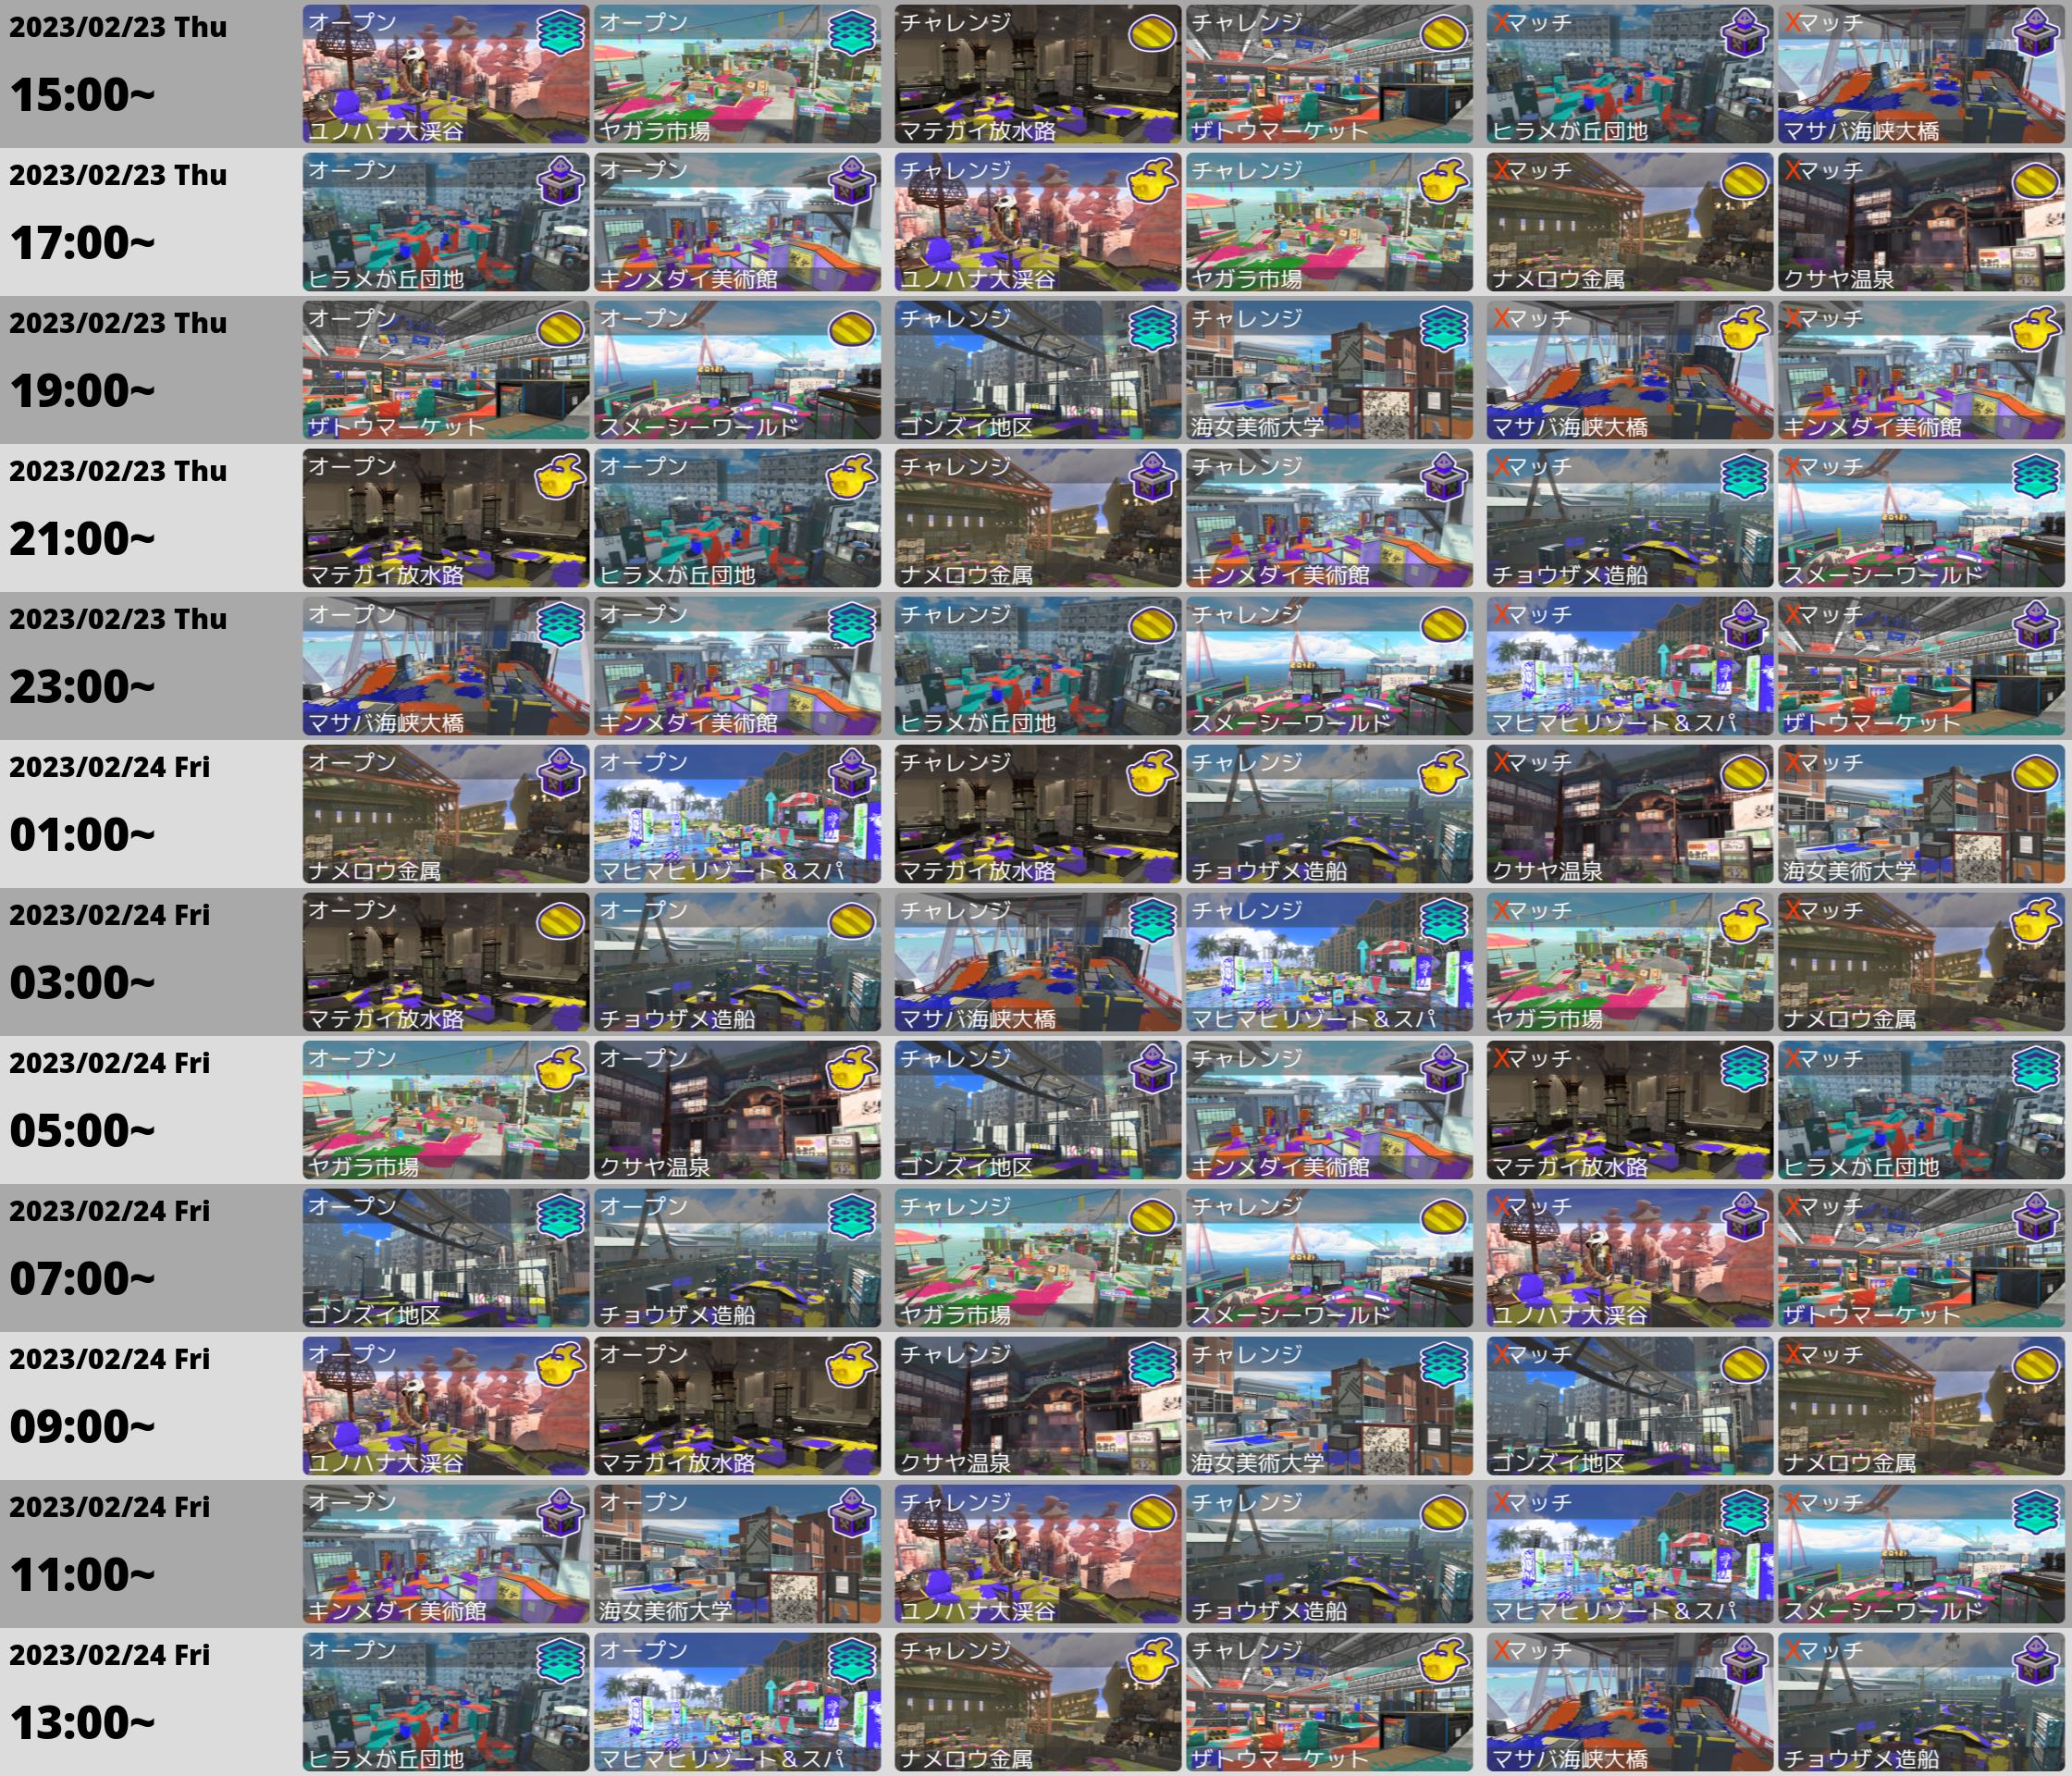 2023/02/23 Thu
15:00~
オープン
ユノハナ大渓谷
オープン
ヤガラ市場
チャレンジ
マテガイ放水路
チャレンジ
ザトウマーケット
Xマッチ
ヒラメが丘団地
Xマッチ
マサバ海峡大橋
2023/02/23 Thu
17:00~
オープン
ヒラメが丘団地
オープン
キンメダイ美術館
チャレンジ
ユノハナ大渓谷
チャレンジ
ヤガラ市場
Xマッチ
ナメロウ金属
Xマッチ
クサヤ温泉
2023/02/23 Thu
19:00~
オープン
ザトウマーケット
オープン
スメーシーワールド
チャレンジ
ゴンズイ地区
チャレンジ
海女美術大学
Xマッチ
マサバ海峡大橋
Xマッチ
キンメダイ美術館
2023/02/23 Thu
21:00~
オープン
マテガイ放水路
オープン
ヒラメが丘団地
チャレンジ
ナメロウ金属
チャレンジ
キンメダイ美術館
Xマッチ
チョウザメ造船
Xマッチ
スメーシーワールド
2023/02/23 Thu
23:00~
オープン
マサバ海峡大橋
オープン
キンメダイ美術館
チャレンジ
ヒラメが丘団地
チャレンジ
スメーシーワールド
Xマッチ
マヒマヒリゾート＆スパ
Xマッチ
ザトウマーケット
2023/02/24 Fri
01:00~
オープン
ナメロウ金属
オープン
マヒマヒリゾート＆スパ
チャレンジ
マテガイ放水路
チャレンジ
チョウザメ造船
Xマッチ
クサヤ温泉
Xマッチ
海女美術大学
2023/02/24 Fri
03:00~
オープン
マテガイ放水路
オープン
チョウザメ造船
チャレンジ
マサバ海峡大橋
チャレンジ
マヒマヒリゾート＆スパ
Xマッチ
ヤガラ市場
Xマッチ
ナメロウ金属
2023/02/24 Fri
05:00~
オープン
ヤガラ市場
オープン
クサヤ温泉
チャレンジ
ゴンズイ地区
チャレンジ
キンメダイ美術館
Xマッチ
マテガイ放水路
Xマッチ
ヒラメが丘団地
2023/02/24 Fri
07:00~
オープン
ゴンズイ地区
オープン
チョウザメ造船
チャレンジ
ヤガラ市場
チャレンジ
スメーシーワールド
Xマッチ
ユノハナ大渓谷
Xマッチ
ザトウマーケット
2023/02/24 Fri
09:00~
オープン
ユノハナ大渓谷
オープン
マテガイ放水路
チャレンジ
クサヤ温泉
チャレンジ
海女美術大学
Xマッチ
ゴンズイ地区
Xマッチ
ナメロウ金属
2023/02/24 Fri
11:00~
オープン
キンメダイ美術館
オープン
海女美術大学
チャレンジ
ユノハナ大渓谷
チャレンジ
チョウザメ造船
Xマッチ
マヒマヒリゾート＆スパ
Xマッチ
スメーシーワールド
2023/02/24 Fri
13:00~
オープン
ヒラメが丘団地
オープン
マヒマヒリゾート＆スパ
チャレンジ
ナメロウ金属
チャレンジ
ザトウマーケット
Xマッチ
マサバ海峡大橋
Xマッチ
チョウザメ造船